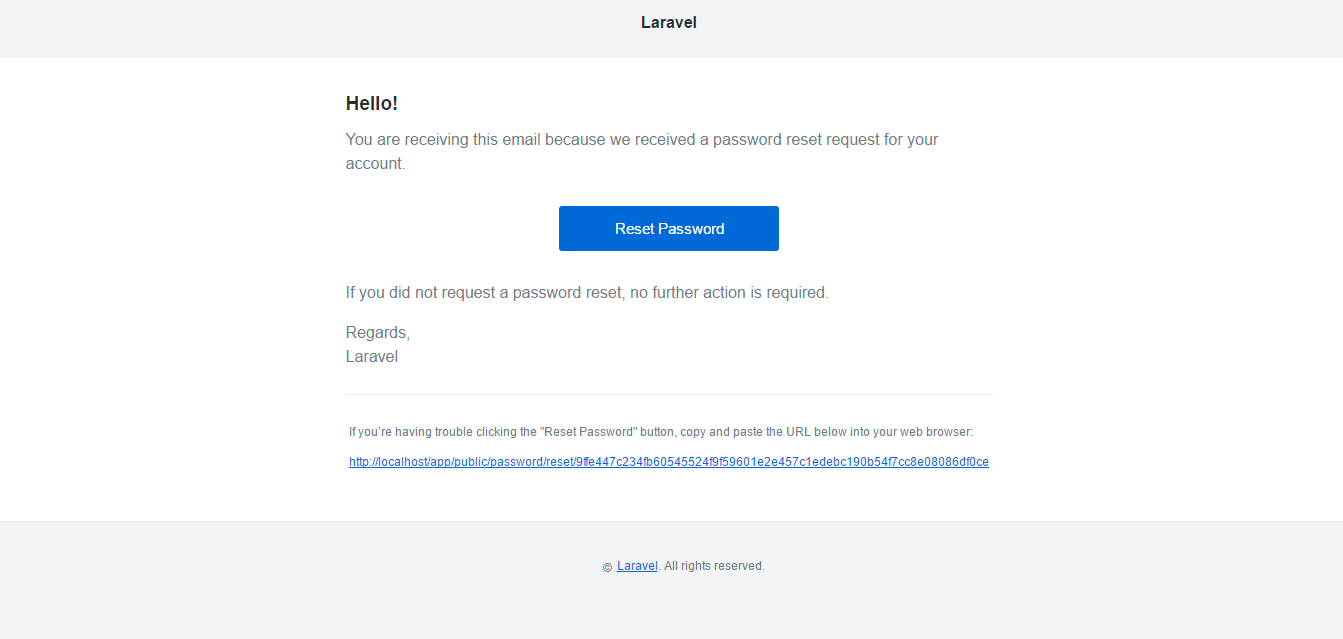 Laravel
Hello!
You are receiving this email because we received a password reset request for your
account.
Reset Password
If you did not request a password reset, no further action is required.
Regards,
Laravel
If you’re having trouble clicking the "Reset Password" button, copy and paste the URL below into your web browser:
http://localhost/app/public/password/reset/9ffe447c234fb60545524f9f59601e2e457c1edebc190b54f7cc8e08086df0ce
© Laravel. All rights reserved.